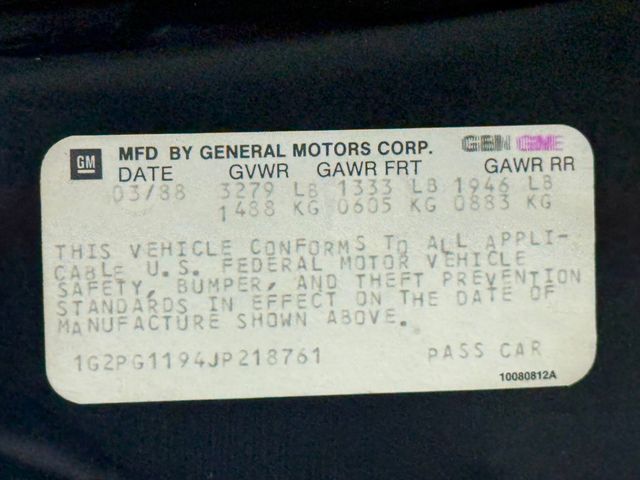 GM MFD BY GENERAL MOTORS CORP. GEN GME
DATE GVWR GAWR FRT GAWR RR
03/88 3279 LB 1333 LB 1946 LB
1488 KG 0605 KG 0883 KG
THIS VEHICLE CONFORMS TO ALL APPLI-
CABLE U.S. FEDERAL MOTOR VEHICLE
SAFETY, BUMPER, AND THEFT PREVENTION
STANDARDS IN EFFECT ON THE DATE OF
MANUFACTURE SHOWN ABOVE.
1G2PG1194JP218761 PASS CAR
10080812A